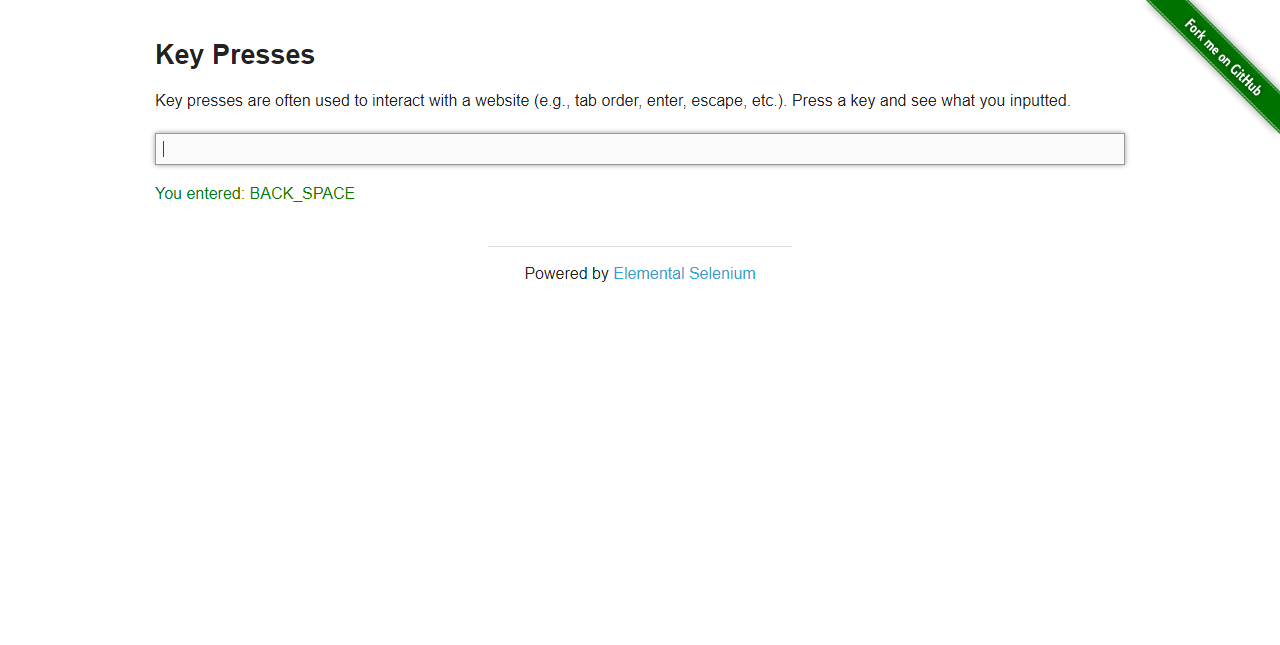 Key Presses
Fork me on GitHub
Key presses are often used to interact with a website (e.g., tab order, enter, escape, etc.). Press a key and see what you inputted.
You entered: BACK_SPACE
Powered by Elemental Selenium